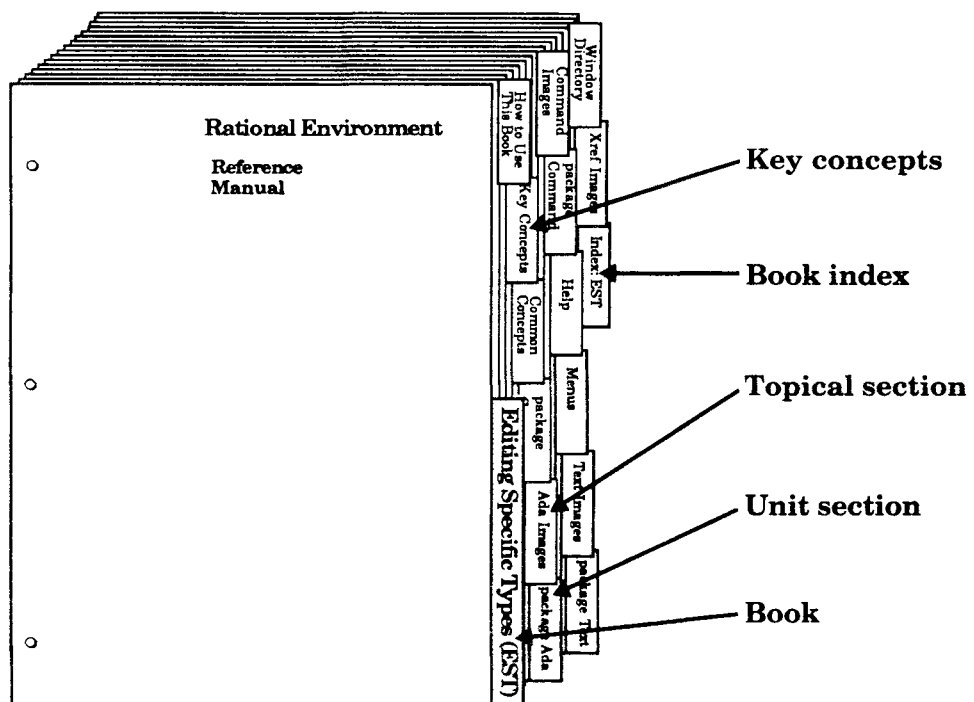 Rational Environment
Reference
Manual
How to Use
This Book
Key Concepts
Common
Concepts
package
Ada Images
package Ada
Editing Specific Types (EST)
Command
Images
package
Command
Help
Menus
Text Images
package Text
Window
Directory
Xref Images
Index: EST
Key concepts
Book index
Topical section
Unit section
Book